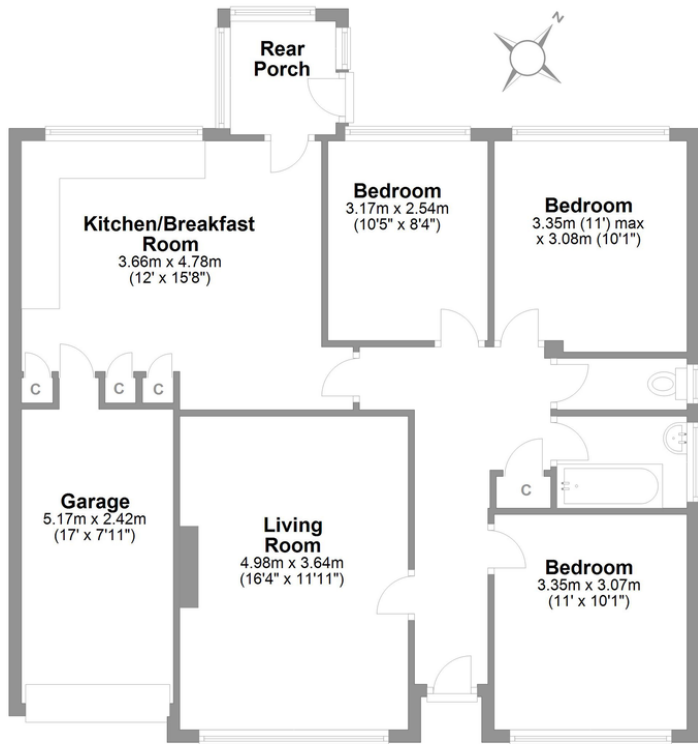 N
Rear
Porch
Kitchen/Breakfast
Room
3.66m x 4.78m
(12' x 15'8")
Bedroom
3.17m x 2.54m
(10'5" x 8'4")
Bedroom
3.35m (11') max
x 3.08m (10'1")
C
C
C
C
Garage
5.17m x 2.42m
(17' x 7'11")
Living
Room
4.98m x 3.64m
(16'4" x 11'11")
Bedroom
3.35m x 3.07m
(11' x 10'1")